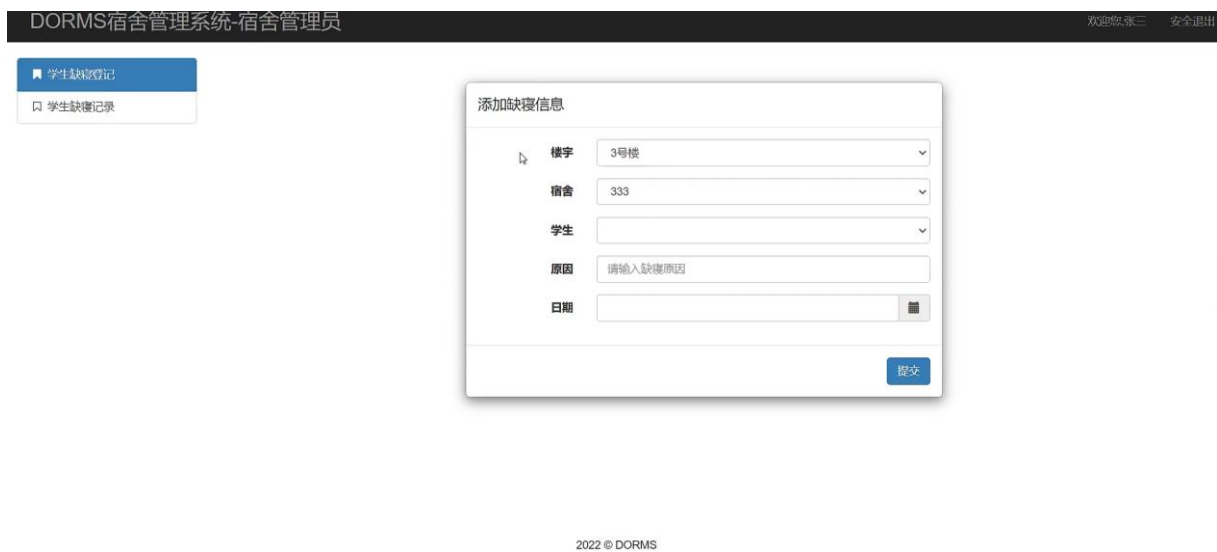 DORMS宿舍管理系统-宿舍管理员
欢迎您,张三 安全退出
学生缺寝登记
学生缺寝记录
添加缺寝信息
楼宇 3号楼
宿舍 333
学生
原因 请输入缺寝原因
日期
提交
2022 © DORMS